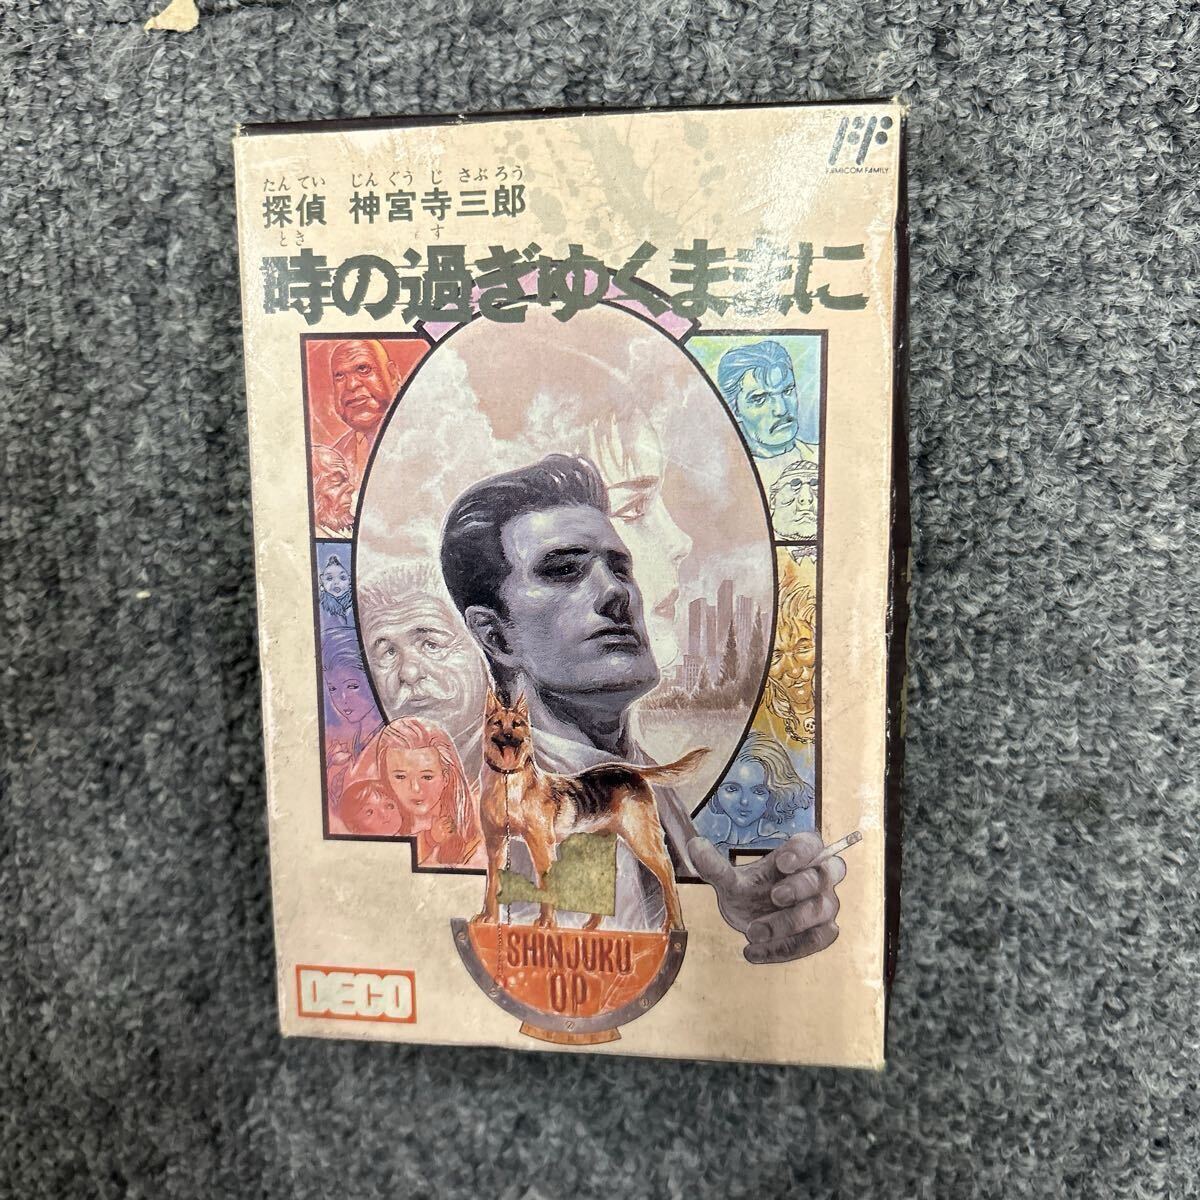 FAMICOM FAMILY
たんてい じんぐうじ さぶろう
探偵 神宮寺三郎
とき す
時の過ぎゆくままに
SHINJUKU
OP
DECO